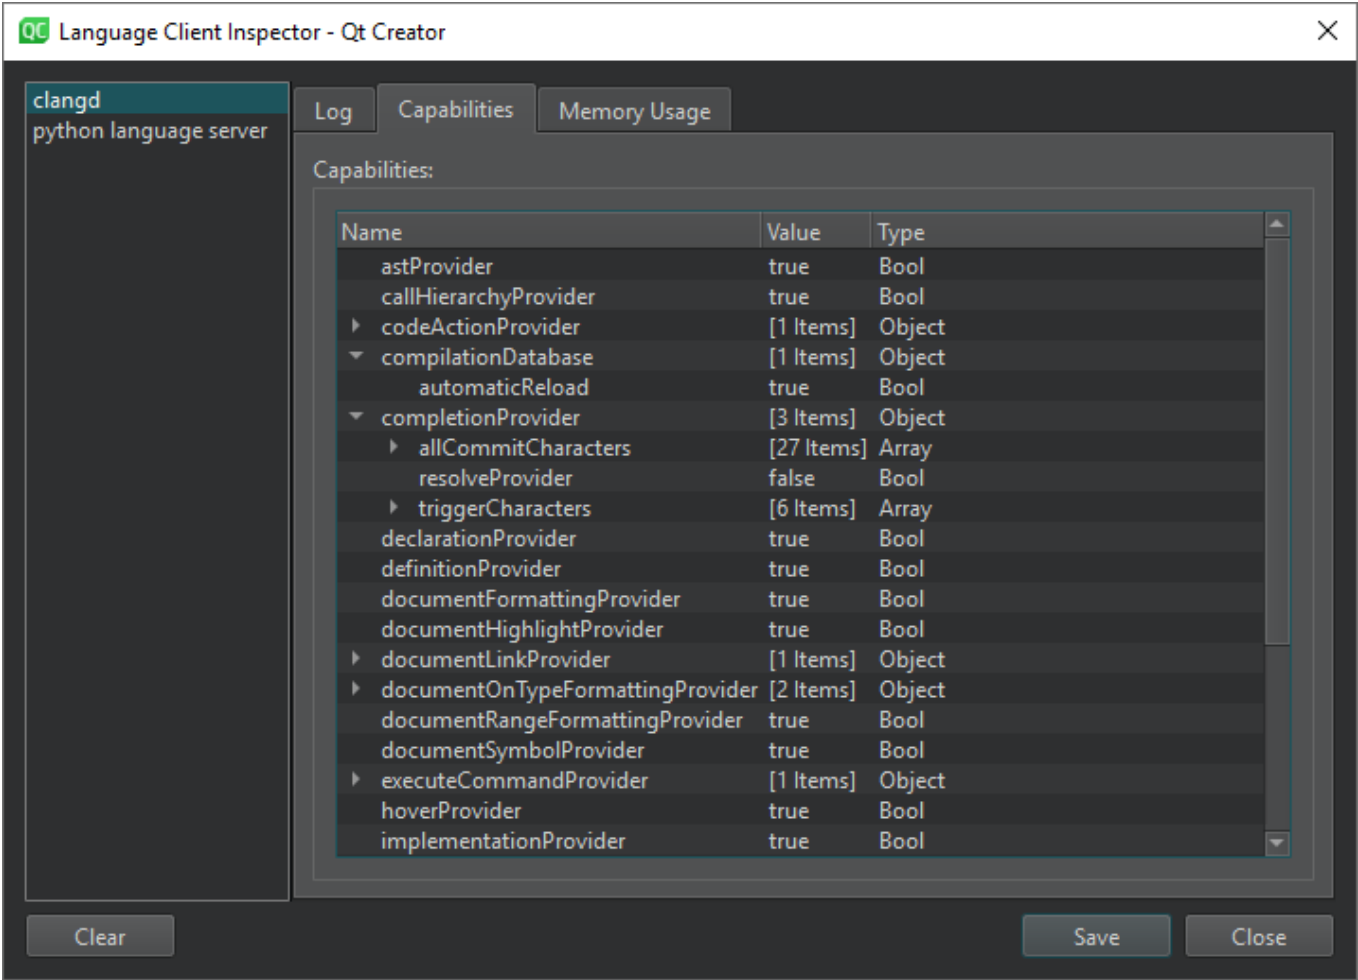 QC Language Client Inspector - Qt Creator
clangd
python language server
Log Capabilities Memory Usage
Capabilities:
Name Value Type
astProvider true Bool
callHierarchyProvider true Bool
codeActionProvider [1 Items] Object
compilationDatabase [1 Items] Object
automaticReload true Bool
completionProvider [3 Items] Object
allCommitCharacters [27 Items] Array
resolveProvider false Bool
triggerCharacters [6 Items] Array
declarationProvider true Bool
definitionProvider true Bool
documentFormattingProvider true Bool
documentHighlightProvider true Bool
documentLinkProvider [1 Items] Object
documentOnTypeFormattingProvider [2 Items] Object
documentRangeFormattingProvider true Bool
documentSymbolProvider true Bool
executeCommandProvider [1 Items] Object
hoverProvider true Bool
implementationProvider true Bool
Clear Save Close